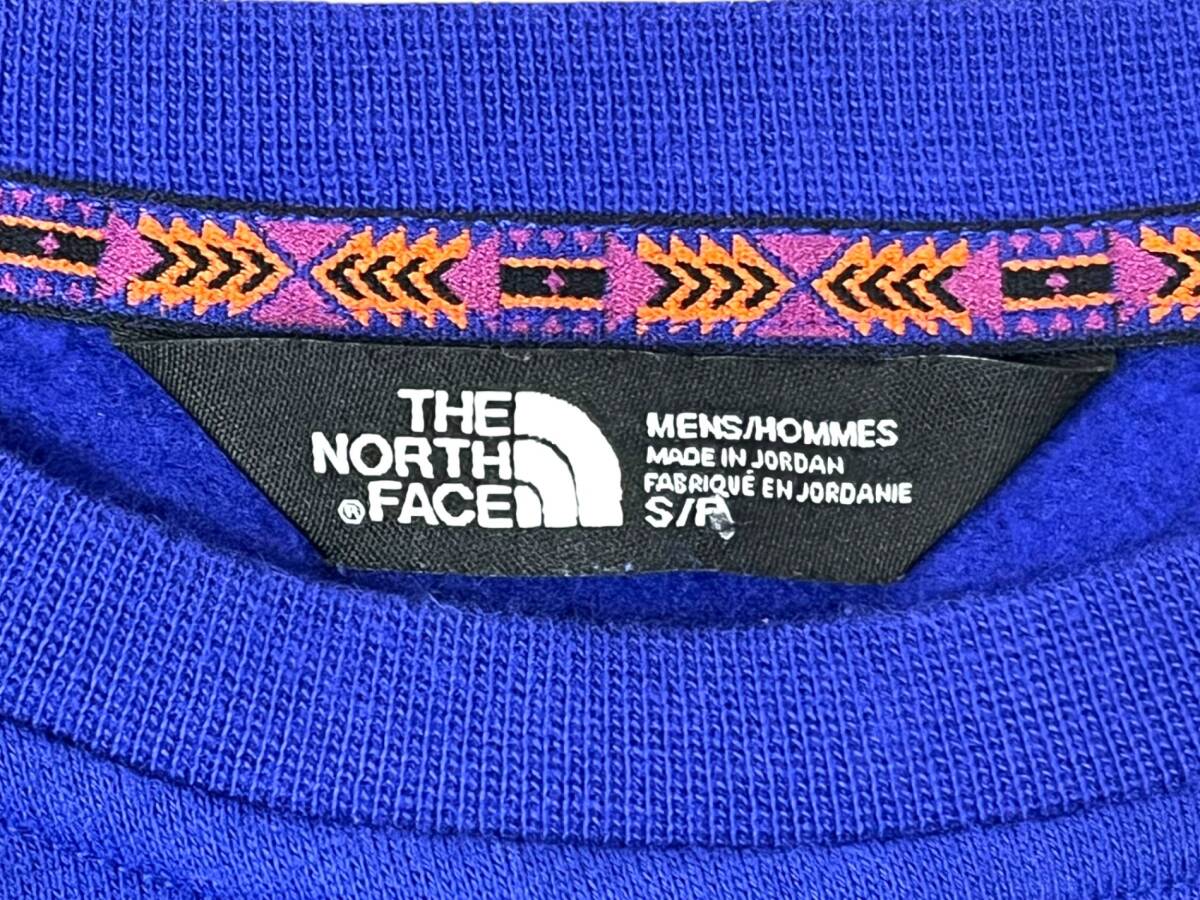 THE
NORTH
® FACE
MENS/HOMMES
MADE IN JORDAN
FABRIQUÉ EN JORDANIE
S/P